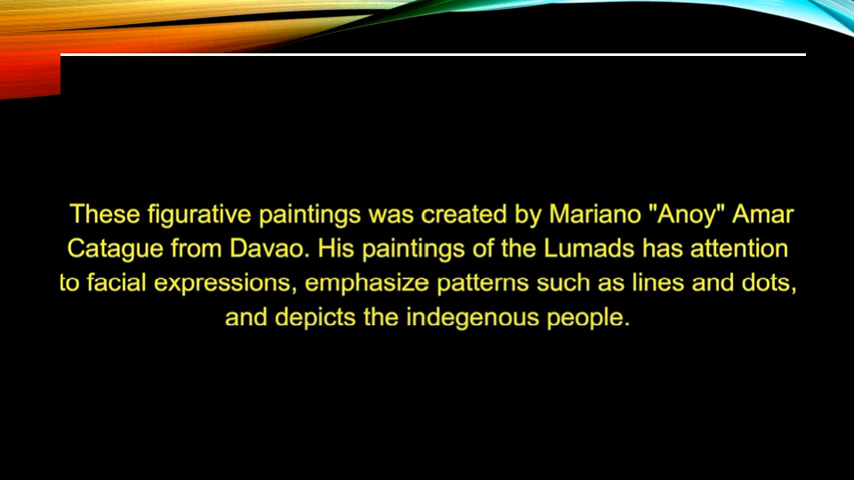 These figurative paintings was created by Mariano "Anoy" Amar
Catague from Davao. His paintings of the Lumads has attention
to facial expressions, emphasize patterns such as lines and dots,
and depicts the indegenous people.